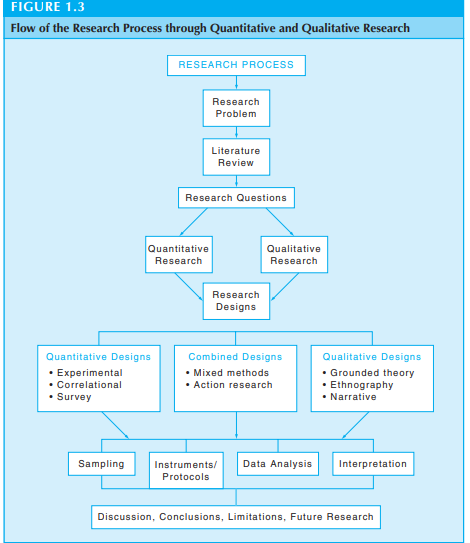 FIGURE 1.3
Flow of the Research Process through Quantitative and Qualitative Research
RESEARCH PROCESS
Research
Problem
Literature
Review
Research Questions
Quantitative
Research
Qualitative
Research
Research
Designs
Quantitative Designs
• Experimental
• Correlational
• Survey
Combined Designs
• Mixed methods
• Action research
Qualitative Designs
• Grounded theory
• Ethnography
• Narrative
Sampling
Instruments/
Protocols
Data Analysis
Interpretation
Discussion, Conclusions, Limitations, Future Research